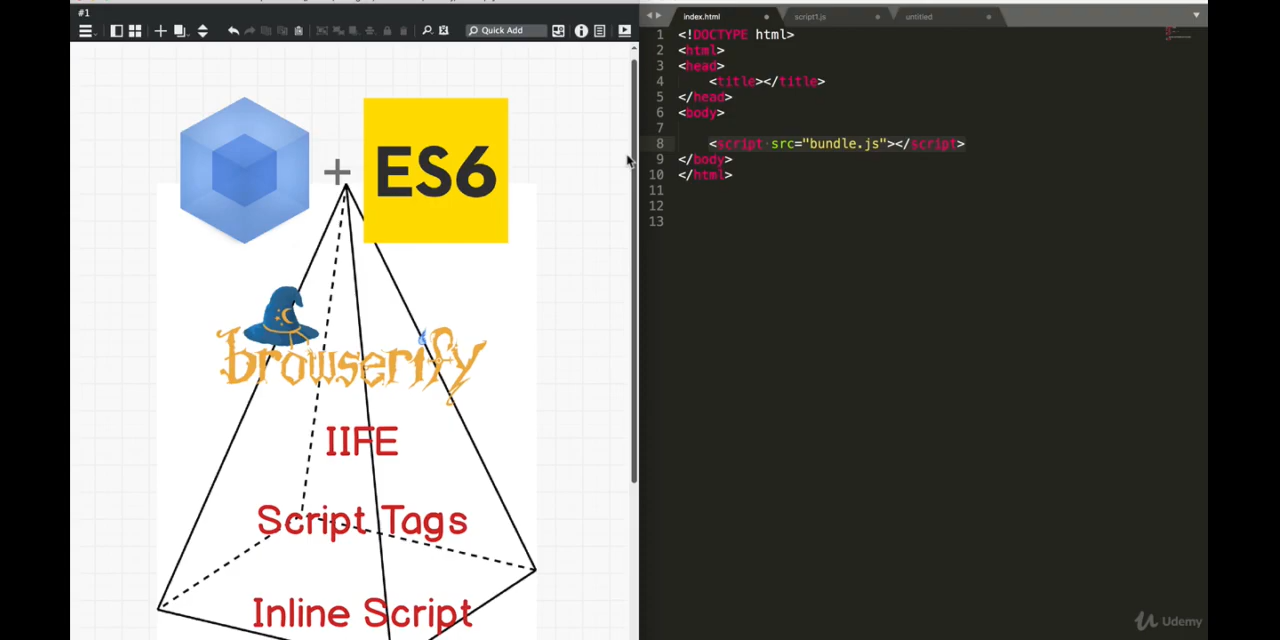 #1
Quick Add
ES6
+
browserify
IIFE
Script Tags
Inline Script
index.html
script1.js
untitled
1 <!DOCTYPE html>
2 <html>
3 <head>
4 <title></title>
5 </head>
6 <body>
7
8 <script src="bundle.js"></script>
9 </body>
10 </html>
11
12
13
Udemy